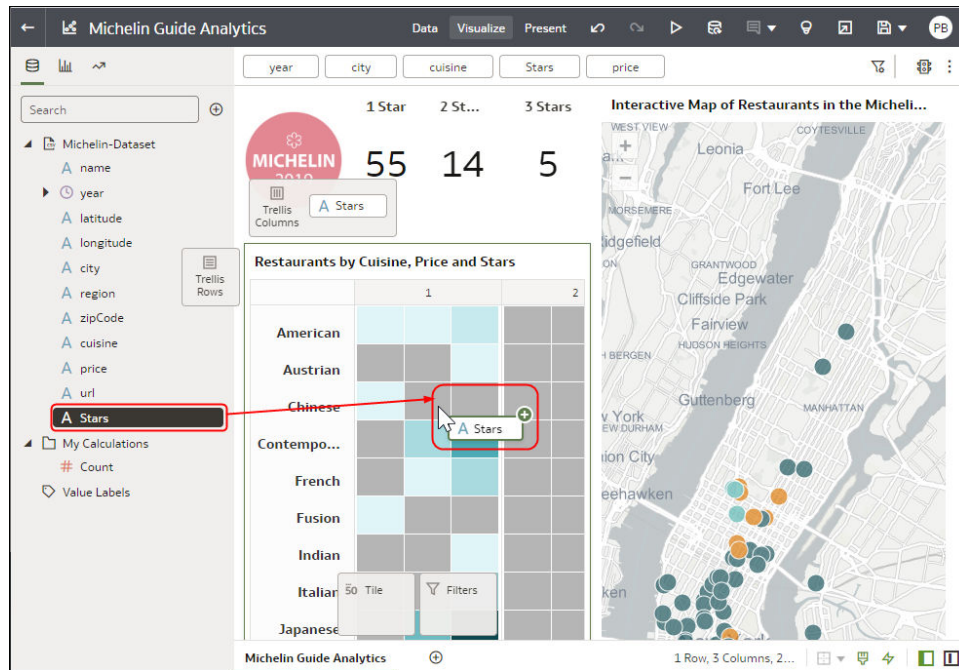 Michelin Guide Analytics
Data Visualize Present
PB
year city cuisine Stars price
Search
Michelin-Dataset
name
year
latitude
longitude
city
region
zipCode
cuisine
price
url
A Stars
My Calculations
# Count
Value Labels
Trellis
Rows
1 Star 2 St... 3 Stars
MICHELIN
2019
55 14 5
Trellis
Columns
A Stars
Restaurants by Cuisine, Price and Stars
1 2
American
Austrian
Chinese
Contempo...
French
Fusion
Indian
Italian
Japanese
A Stars
50 Tile
Filters
Interactive Map of Restaurants in the Micheli...
WEST VIEW
COYTESVILLE
Leonia
Fort Lee
MORSEMERE
idgefield
GRANTWOOD
Edgewater
Cliffside Park
Fairview
HUDSON HEIGHTS
H BERGEN
Guttenberg
MANHATTAN
v York
EW DURHAM
ion City
eehawken
ken
Michelin Guide Analytics
1 Row, 3 Columns, 2...